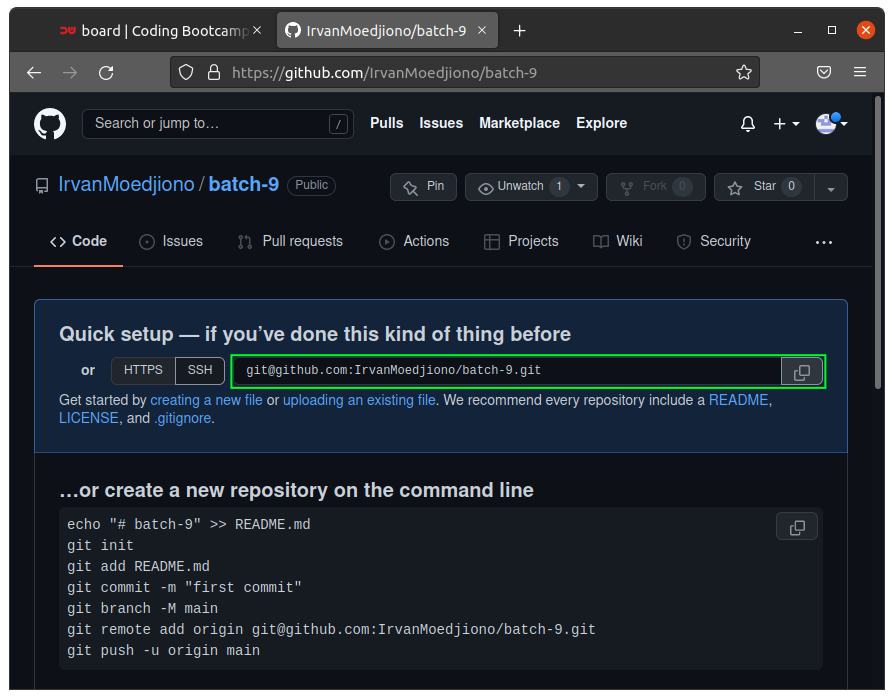 board | Coding Bootcamp
IrvanMoedjiono/batch-9
https://github.com/IrvanMoedjiono/batch-9
Search or jump to… /
Pulls Issues Marketplace Explore
IrvanMoedjiono / batch-9 Public
Pin Unwatch 1 Fork 0 Star 0
Code Issues Pull requests Actions Projects Wiki Security
Quick setup — if you’ve done this kind of thing before
or HTTPS SSH git@github.com:IrvanMoedjiono/batch-9.git
Get started by creating a new file or uploading an existing file. We recommend every repository include a README,
LICENSE, and .gitignore.
…or create a new repository on the command line
echo "# batch-9" >> README.md
git init
git add README.md
git commit -m "first commit"
git branch -M main
git remote add origin git@github.com:IrvanMoedjiono/batch-9.git
git push -u origin main